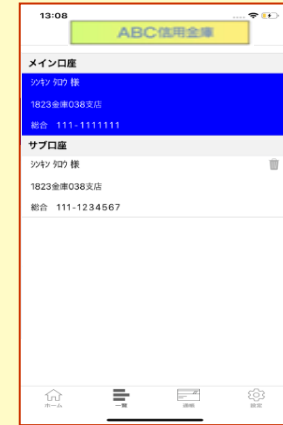 13:08
ABC信用金庫
メイン口座
ｼﾝｷﾝ ﾀﾛｳ 様
1823金庫038支店
総合 111-1111111
サブ口座
ｼﾝｷﾝ ﾀﾛｳ 様
1823金庫038支店
総合 111-1234567
ホーム 一覧 通帳 設定